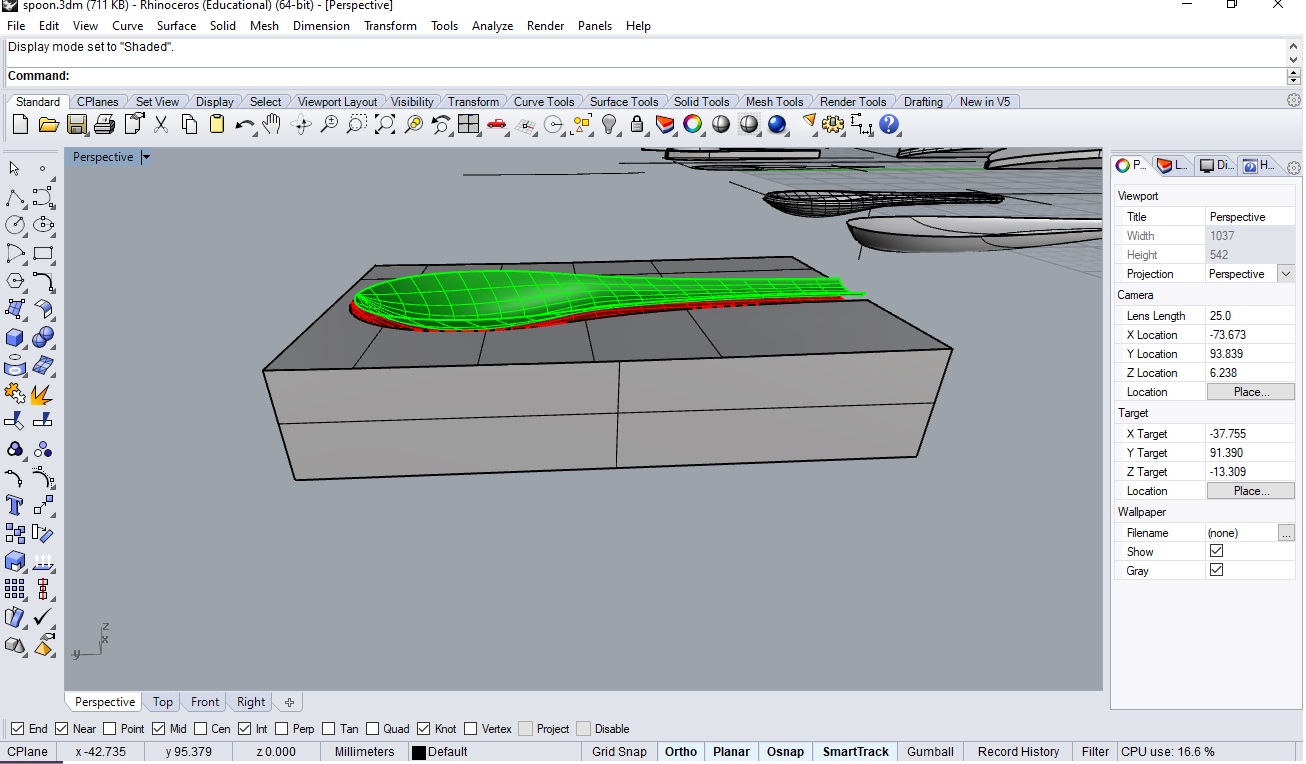 spoon.3dm (711 KB) - Rhinoceros (Educational) (64-bit) - [Perspective]
File Edit View Curve Surface Solid Mesh Dimension Transform Tools Analyze Render Panels Help
Display mode set to "Shaded".
Command:
Standard CPlanes Set View Display Select Viewport Layout Visibility Transform Curve Tools Surface Tools Solid Tools Mesh Tools Render Tools Drafting New in V5
Perspective
P... L... Di... H...
Viewport
Title Perspective
Width 1037
Height 542
Projection Perspective
Camera
Lens Length 25.0
X Location -73.673
Y Location 93.839
Z Location 6.238
Location Place...
Target
X Target -37.755
Y Target 91.390
Z Target -13.309
Location Place...
Wallpaper
Filename (none) ...
Show
Gray
z
x
y
Perspective Top Front Right
End Near Point Mid Cen Int Perp Tan Quad Knot Vertex Project Disable
CPlane x -42.735 y 95.379 z 0.000 Millimeters Default Grid Snap Ortho Planar Osnap SmartTrack Gumball Record History Filter CPU use: 16.6 %